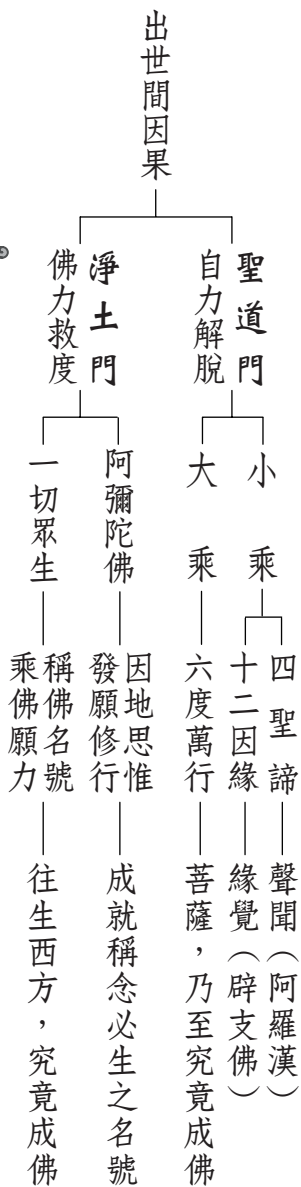 出世間因果
聖道門
自力解脫
小乘
四聖諦
聲聞（阿羅漢）
十二因緣
緣覺（辟支佛）
大乘
六度萬行
菩薩，乃至究竟成佛
淨土門
佛力救度
阿彌陀佛
因地思惟
發願修行
成就稱念必生之名號
一切眾生
稱佛名號
乘佛願力
往生西方，究竟成佛